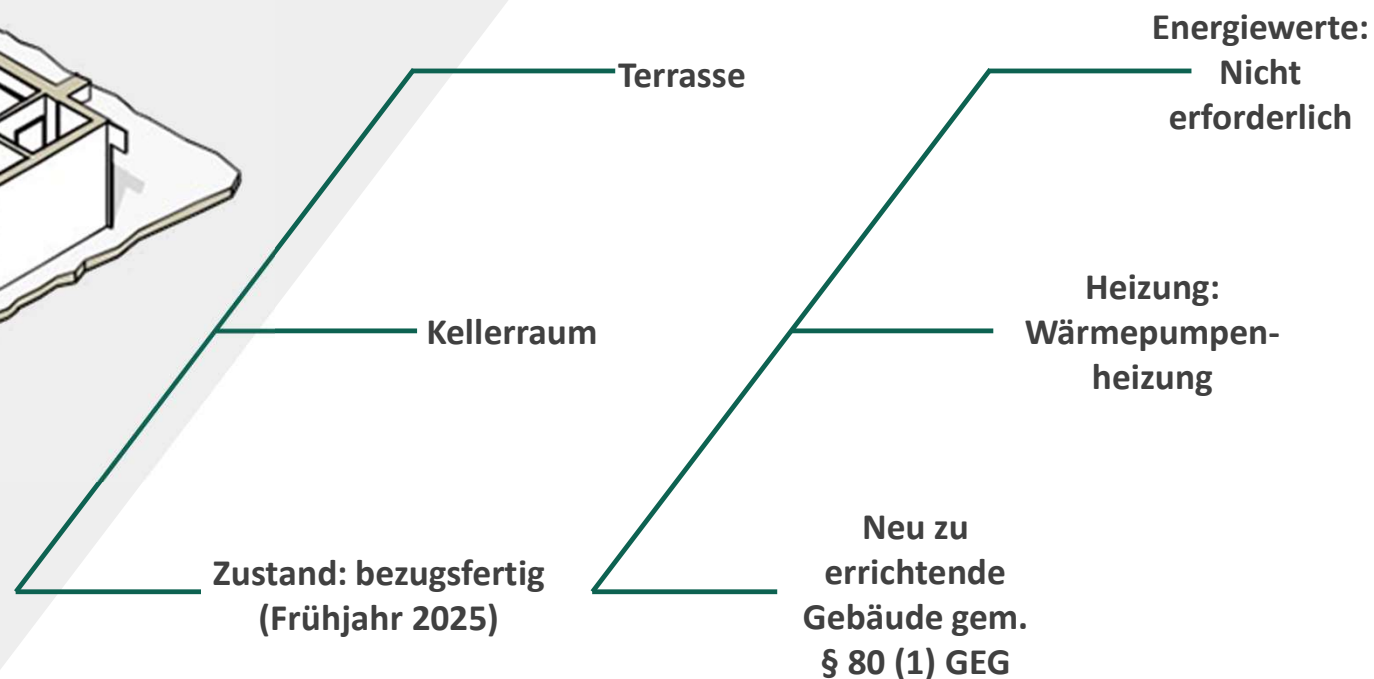 Terrasse
Kellerraum
Zustand: bezugsfertig
(Frühjahr 2025)
Energiewerte:
Nicht
erforderlich
Heizung:
Wärmepumpen-
heizung
Neu zu
errichtende
Gebäude gem.
§ 80 (1) GEG